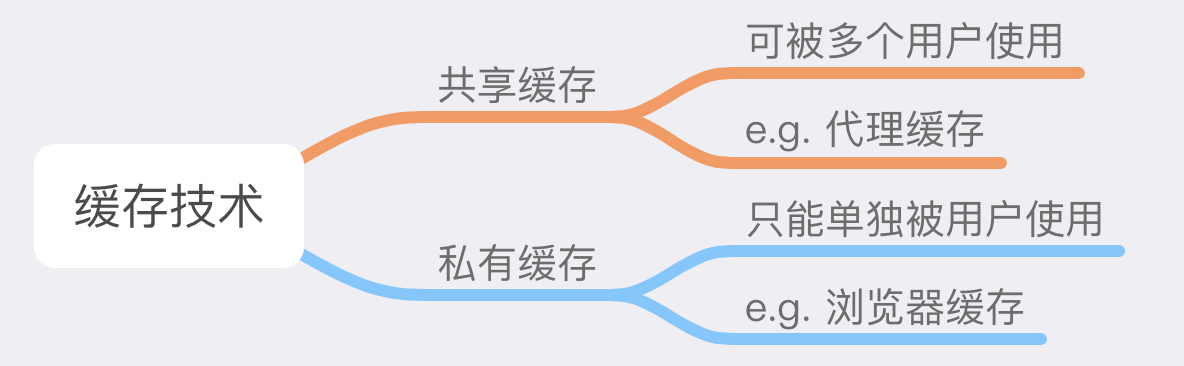 缓存技术
共享缓存
可被多个用户使用
e.g. 代理缓存
私有缓存
只能单独被用户使用
e.g. 浏览器缓存